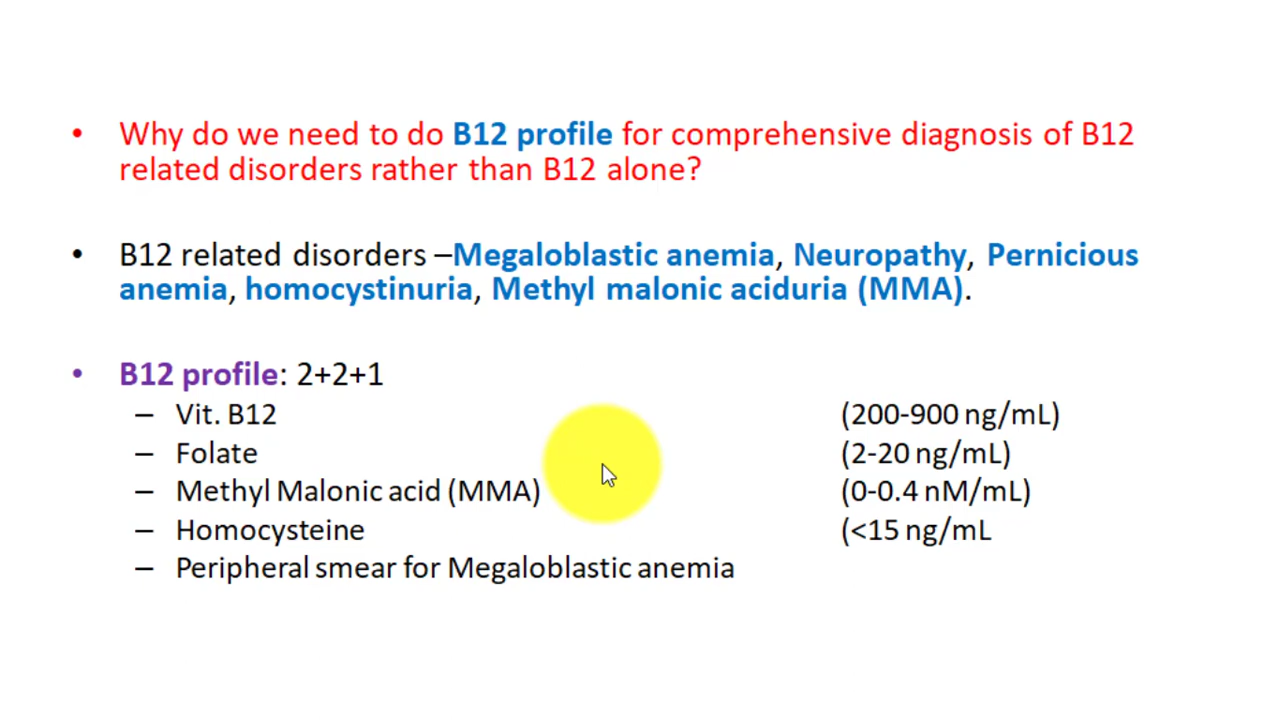 • Why do we need to do B12 profile for comprehensive diagnosis of B12
related disorders rather than B12 alone?
• B12 related disorders –Megaloblastic anemia, Neuropathy, Pernicious
anemia, homocystinuria, Methyl malonic aciduria (MMA).
• B12 profile: 2+2+1
– Vit. B12 (200-900 ng/mL)
– Folate (2-20 ng/mL)
– Methyl Malonic acid (MMA) (0-0.4 nM/mL)
– Homocysteine (<15 ng/mL
– Peripheral smear for Megaloblastic anemia